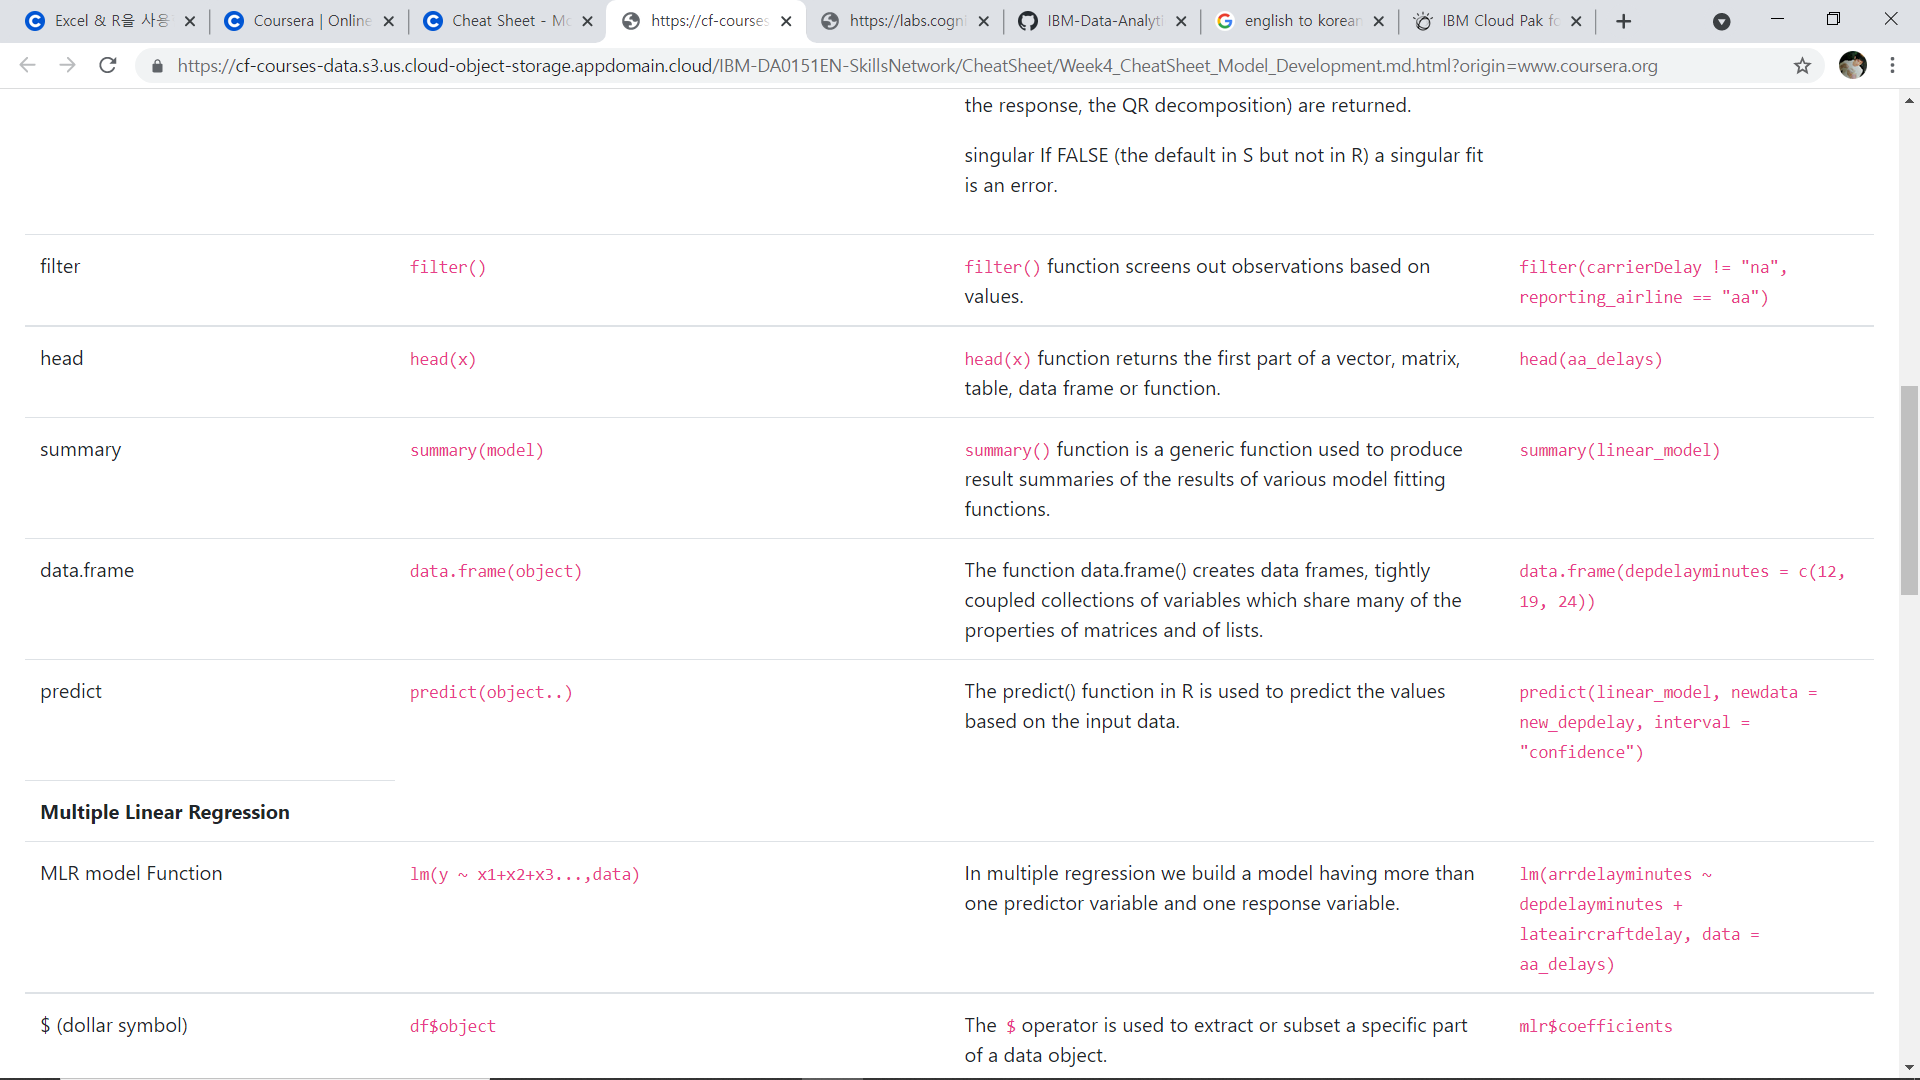 Excel & R을 사용
Coursera | Online
Cheat Sheet - Mo
https://cf-courses
https://labs.cogni
IBM-Data-Analyti
english to korean
IBM Cloud Pak fo
https://cf-courses-data.s3.us.cloud-object-storage.appdomain.cloud/IBM-DA0151EN-SkillsNetwork/CheatSheet/Week4_CheatSheet_Model_Development.md.html?origin=www.coursera.org
the response, the QR decomposition) are returned.
singular If FALSE (the default in S but not in R) a singular fit
is an error.
filter
filter()
filter() function screens out observations based on
values.
filter(carrierDelay != "na",
reporting_airline == "aa")
head
head(x)
head(x) function returns the first part of a vector, matrix,
table, data frame or function.
head(aa_delays)
summary
summary(model)
summary() function is a generic function used to produce
result summaries of the results of various model fitting
functions.
summary(linear_model)
data.frame
data.frame(object)
The function data.frame() creates data frames, tightly
coupled collections of variables which share many of the
properties of matrices and of lists.
data.frame(depdelayminutes = c(12,
19, 24))
predict
predict(object..)
The predict() function in R is used to predict the values
based on the input data.
predict(linear_model, newdata =
new_depdelay, interval =
"confidence")
Multiple Linear Regression
MLR model Function
lm(y ~ x1+x2+x3...,data)
In multiple regression we build a model having more than
one predictor variable and one response variable.
lm(arrdelayminutes ~
depdelayminutes +
lateaircraftdelay, data =
aa_delays)
$ (dollar symbol)
df$object
The $ operator is used to extract or subset a specific part
of a data object.
mlr$coefficients